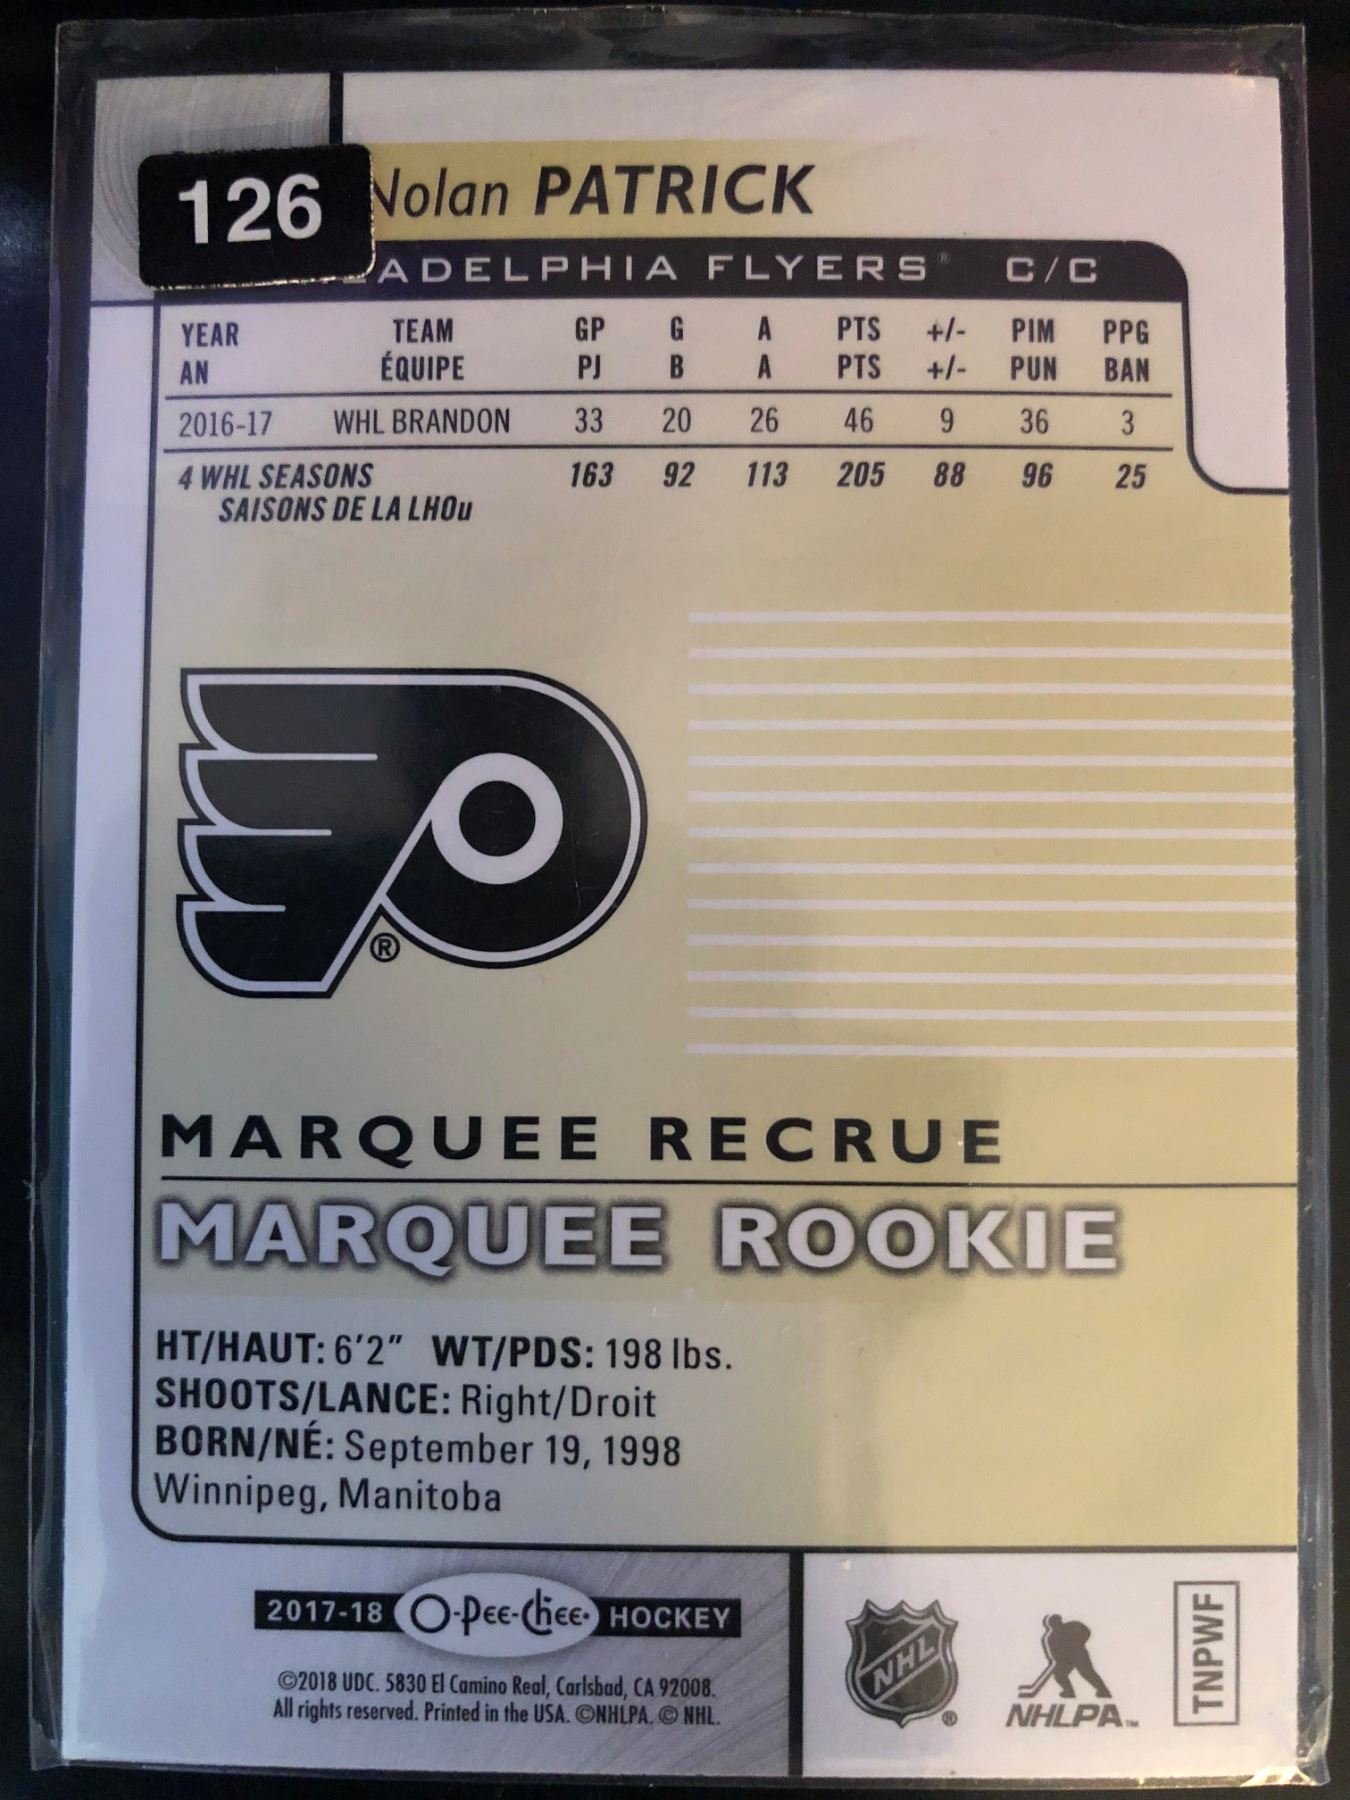 126
Nolan PATRICK
ADELPHIA FLYERS® C/C
YEAR TEAM GP G A PTS +/- PIM PPG
AN ÉQUIPE PJ B A PTS +/- PUN BAN
2016-17 WHL BRANDON 33 20 26 46 9 36 3
4 WHL SEASONS 163 92 113 205 88 96 25
SAISONS DE LA LHOu
®
MARQUEE RECRUE
MARQUEE ROOKIE
HT/HAUT: 6'2" WT/PDS: 198 lbs.
SHOOTS/LANCE: Right/Droit
BORN/NÉ: September 19, 1998
Winnipeg, Manitoba
2017-18 O-Pee-Chee HOCKEY
©2018 UDC. 5830 El Camino Real, Carlsbad, CA 92008.
All rights reserved. Printed in the USA. ©NHLPA. © NHL.
NHL®
NHLPA™
TNPWF